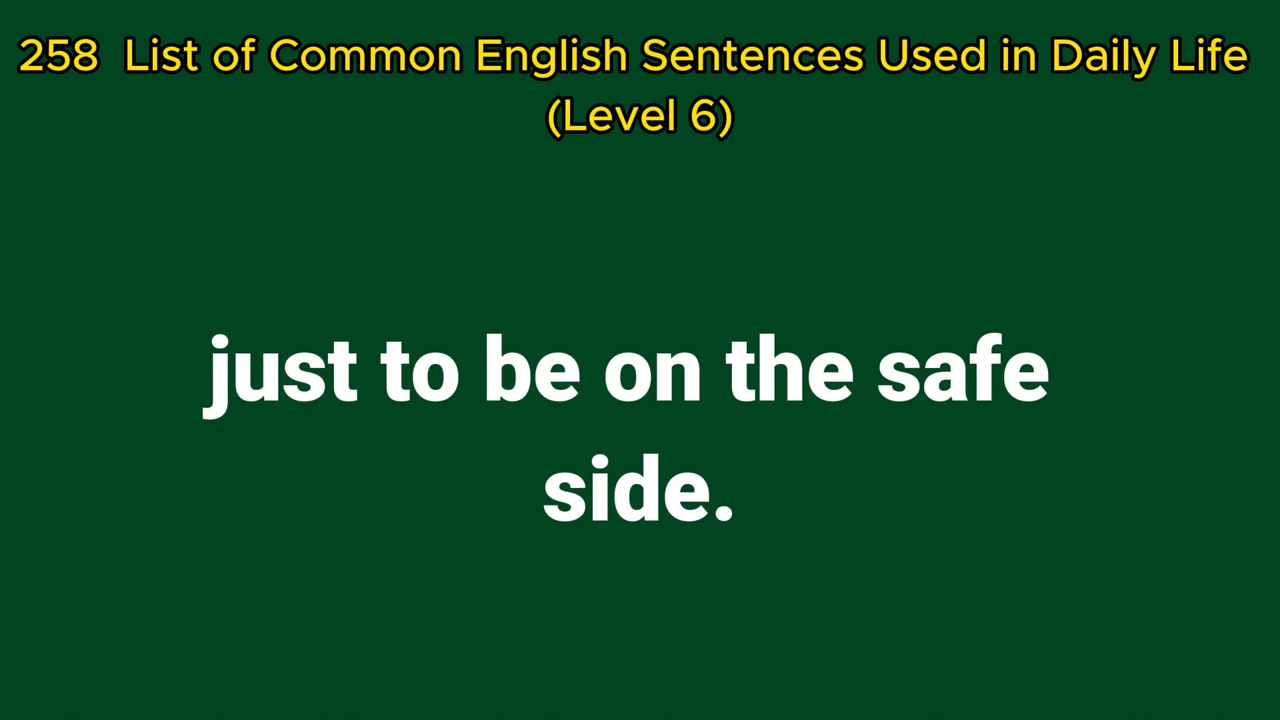 258 List of Common English Sentences Used in Daily Life
(Level 6)
just to be on the safe
side.